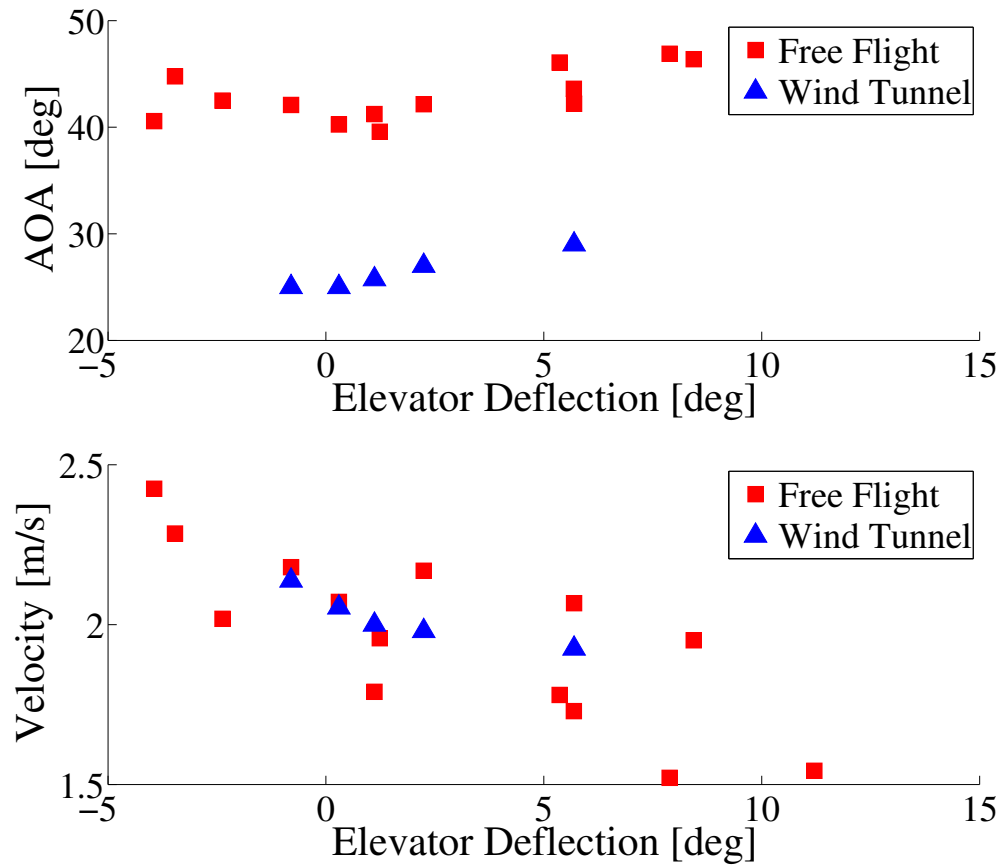 50
40
30
20
AOA [deg]
Free Flight
Wind Tunnel
−5
0
5
10
15
Elevator Deflection [deg]
2.5
2
1.5
Velocity [m/s]
Free Flight
Wind Tunnel
−5
0
5
10
15
Elevator Deflection [deg]